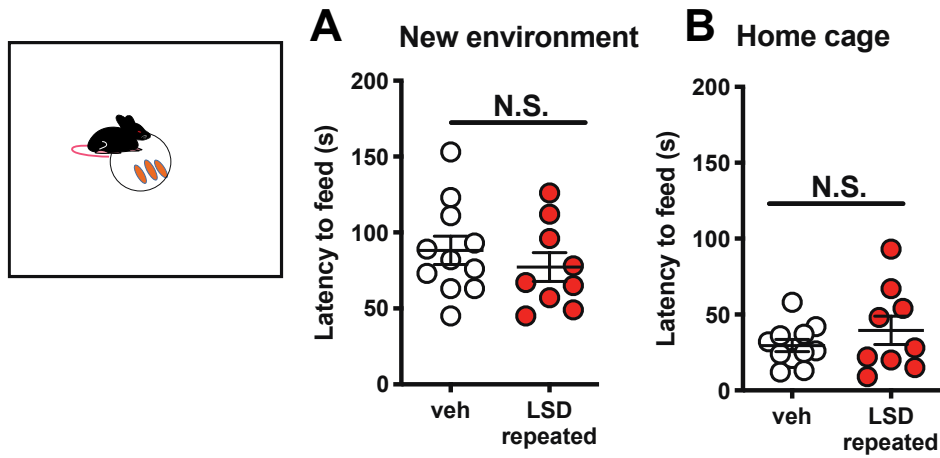 A New environment
200
150
100
50
0
Latency to feed (s)
N.S.
veh
LSD
repeated
B Home cage
200
100
50
0
Latency to feed (s)
N.S.
veh
LSD
repeated